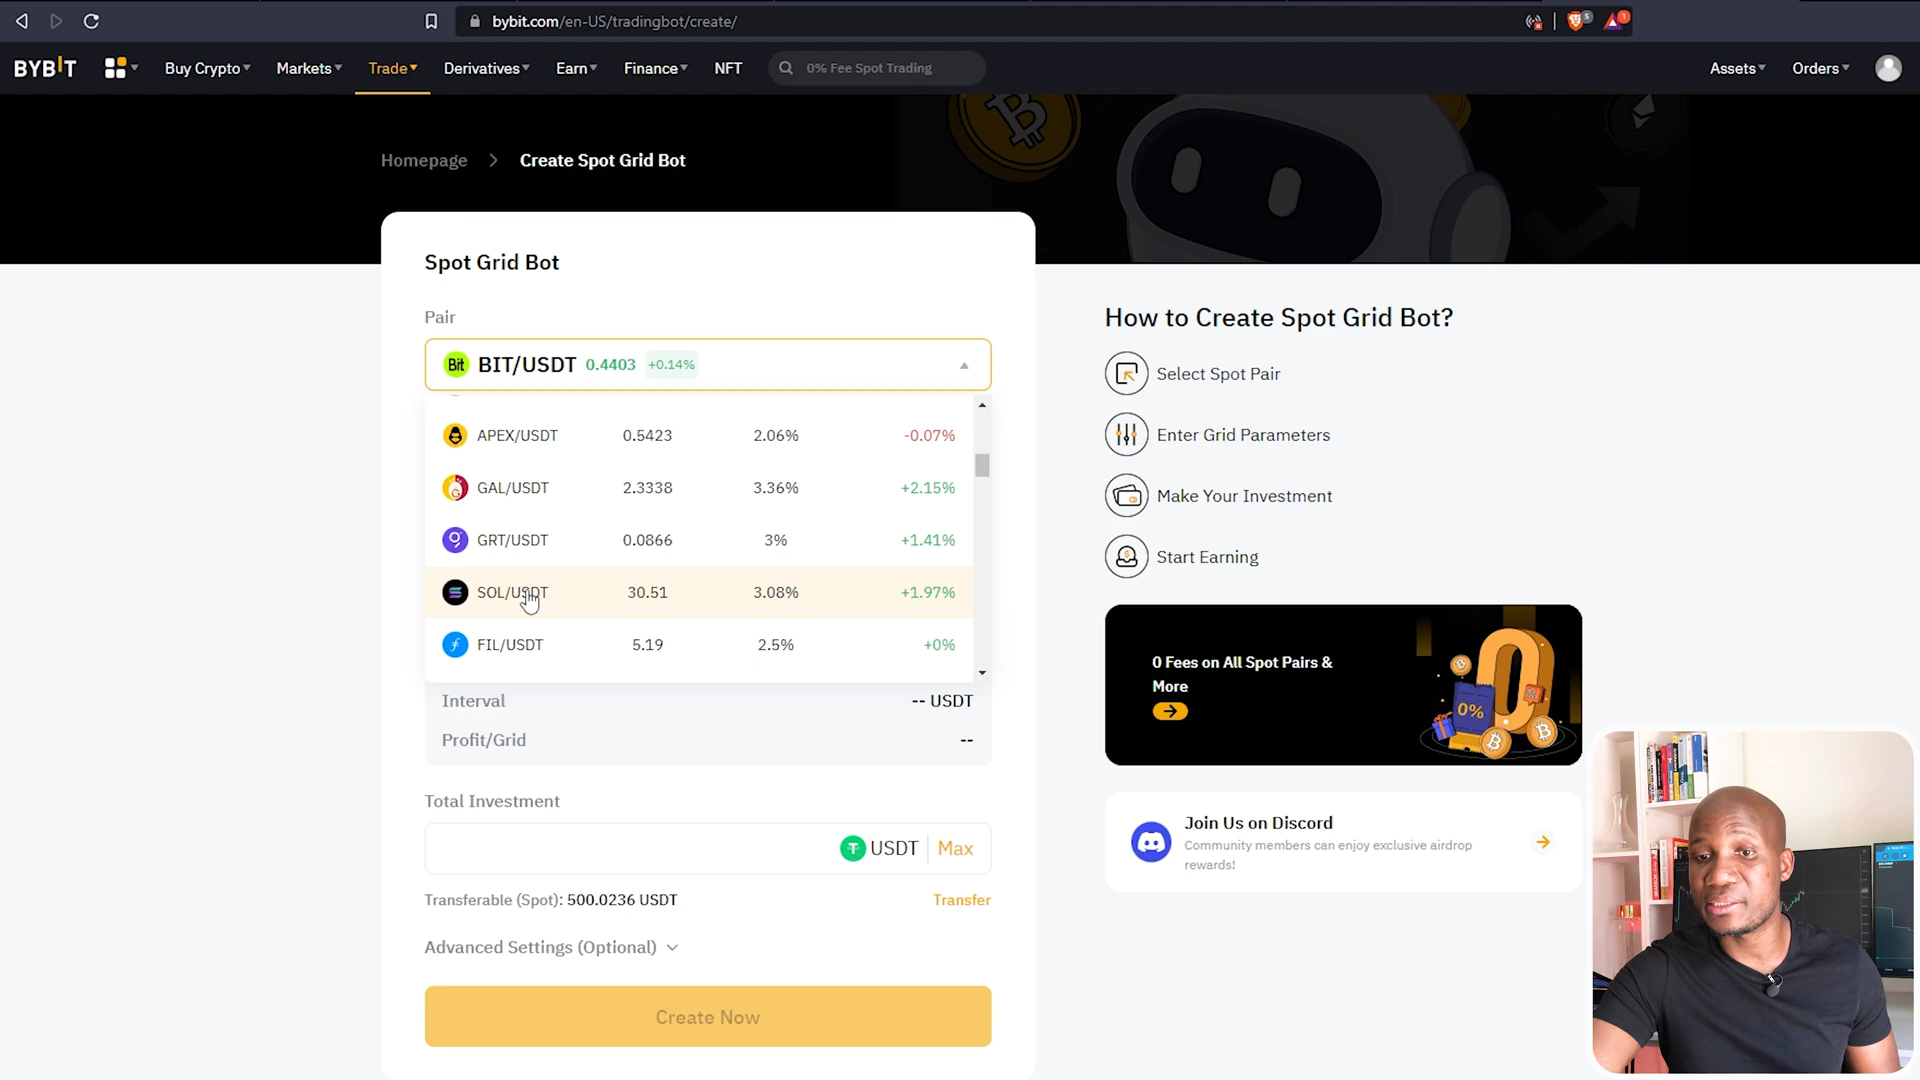 bybit.com/en-US/tradingbot/create/
5
1
BYBIT
Buy Crypto
Markets
Trade
Derivatives
Earn
Finance
NFT
0% Fee Spot Trading
Assets
Orders
Homepage
Create Spot Grid Bot
Spot Grid Bot
Pair
Bit BIT/USDT 0.4403 +0.14%
APEX/USDT 0.5423 2.06% -0.07%
GAL/USDT 2.3338 3.36% +2.15%
GRT/USDT 0.0866 3% +1.41%
SOL/USDT 30.51 3.08% +1.97%
FIL/USDT 5.19 2.5% +0%
Interval -- USDT
Profit/Grid --
Total Investment
USDT Max
Transferable (Spot): 500.0236 USDT Transfer
Advanced Settings (Optional)
Create Now
How to Create Spot Grid Bot?
Select Spot Pair
Enter Grid Parameters
Make Your Investment
Start Earning
0 Fees on All Spot Pairs &
More
0%
Join Us on Discord
Community members can enjoy exclusive airdrop
rewards!